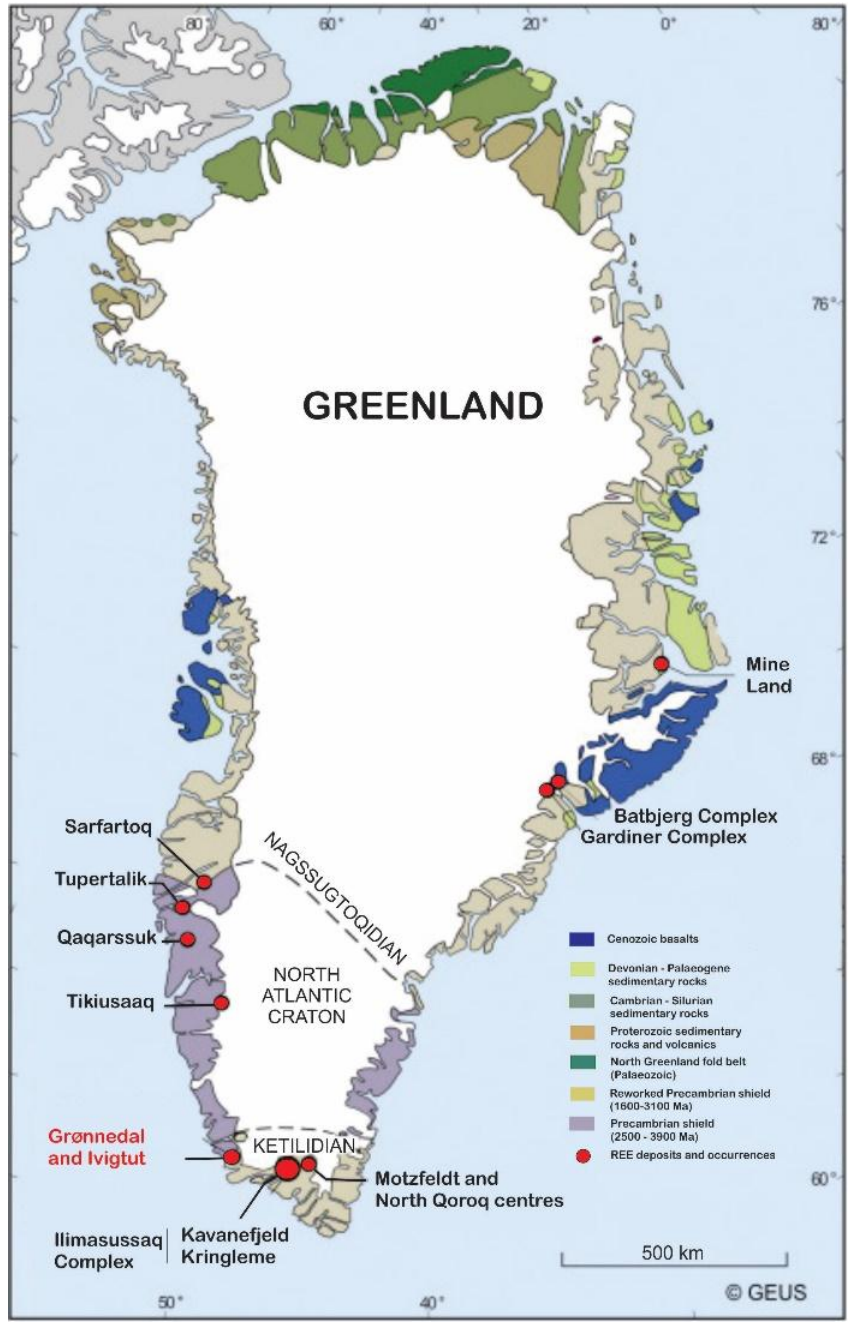 80°
60°
40°
20
0°
80°
76°
GREENLAND
72°
Mine
Land
68°
Batbjerg Complex
Gardiner Complex
Sarfartoq
NAGSSUGTOQIDIAN
Tupertalik
Qaqarssuk
NORTH
ATLANTIC
CRATON
Tikiusaaq
Cenozoic basalts
Devonian - Palaeogene
sedimentary rocks
Cambrian - Silurian
sedimentary rocks
Proterozoic sedimentary
rocks and volcanics
North Greenland fold belt
(Palaeozoic)
Reworked Precambrian shield
(1600-3100 Ma)
Precambrian shield
(2500 - 3900 Ma)
REE deposits and occurrences
Grønnedal
and Ivigtut
KETILIDIAN
60°
Motzfeldt and
North Qoroq centres
Ilimasussaq
Complex
Kavanefjeld
Kringleme
500 km
© GEUS
50°
40°